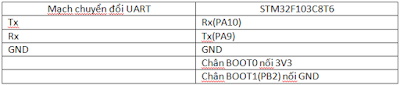 Mạch chuyển đổi UART STM32F103C8T6
Tx Rx(PA10)
Rx Tx(PA9)
GND GND
Chân BOOT0 nối 3V3
Chân BOOT1(PB2) nối GND